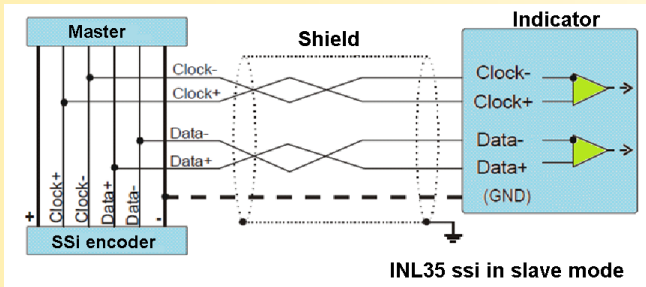 Master
Shield
Indicator
Clock-
Clock+
Data-
Data+
Clock-
Clock+
Data-
Data+
(GND)
+
Clock+
Clock-
Data+
Data-
-
SSi encoder
INL35 ssi in slave mode